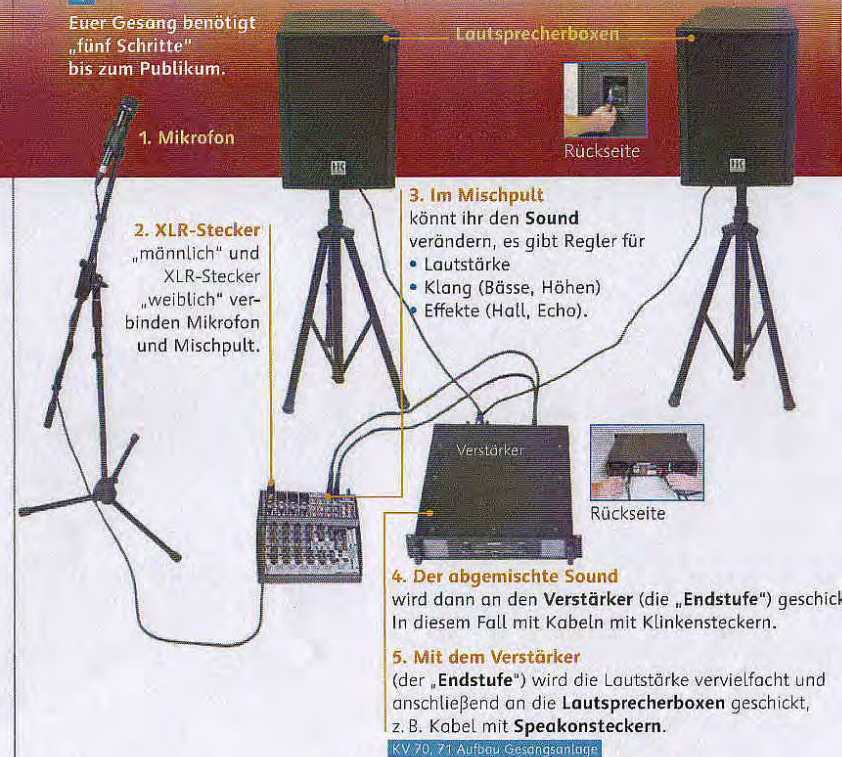 Euer Gesang benötigt
„fünf Schritte"
bis zum Publikum.
Lautsprecherboxen
1. Mikrofon
Rückseite
HK
HK
2. XLR-Stecker
„männlich" und
XLR-Stecker
„weiblich" ver-
binden Mikrofon
und Mischpult.
3. Im Mischpult
könnt ihr den Sound
verändern, es gibt Regler für
• Lautstärke
• Klang (Bässe, Höhen)
• Effekte (Hall, Echo).
Verstärker
Rückseite
4. Der abgemischte Sound
wird dann an den Verstärker (die „Endstufe") geschick
In diesem Fall mit Kabeln mit Klinkensteckern.
5. Mit dem Verstärker
(der „Endstufe") wird die Lautstärke vervielfacht und
anschließend an die Lautsprecherboxen geschickt,
z. B. Kabel mit Speakonsteckern.
KV 70, 71 Aufbau Gesangsanlage